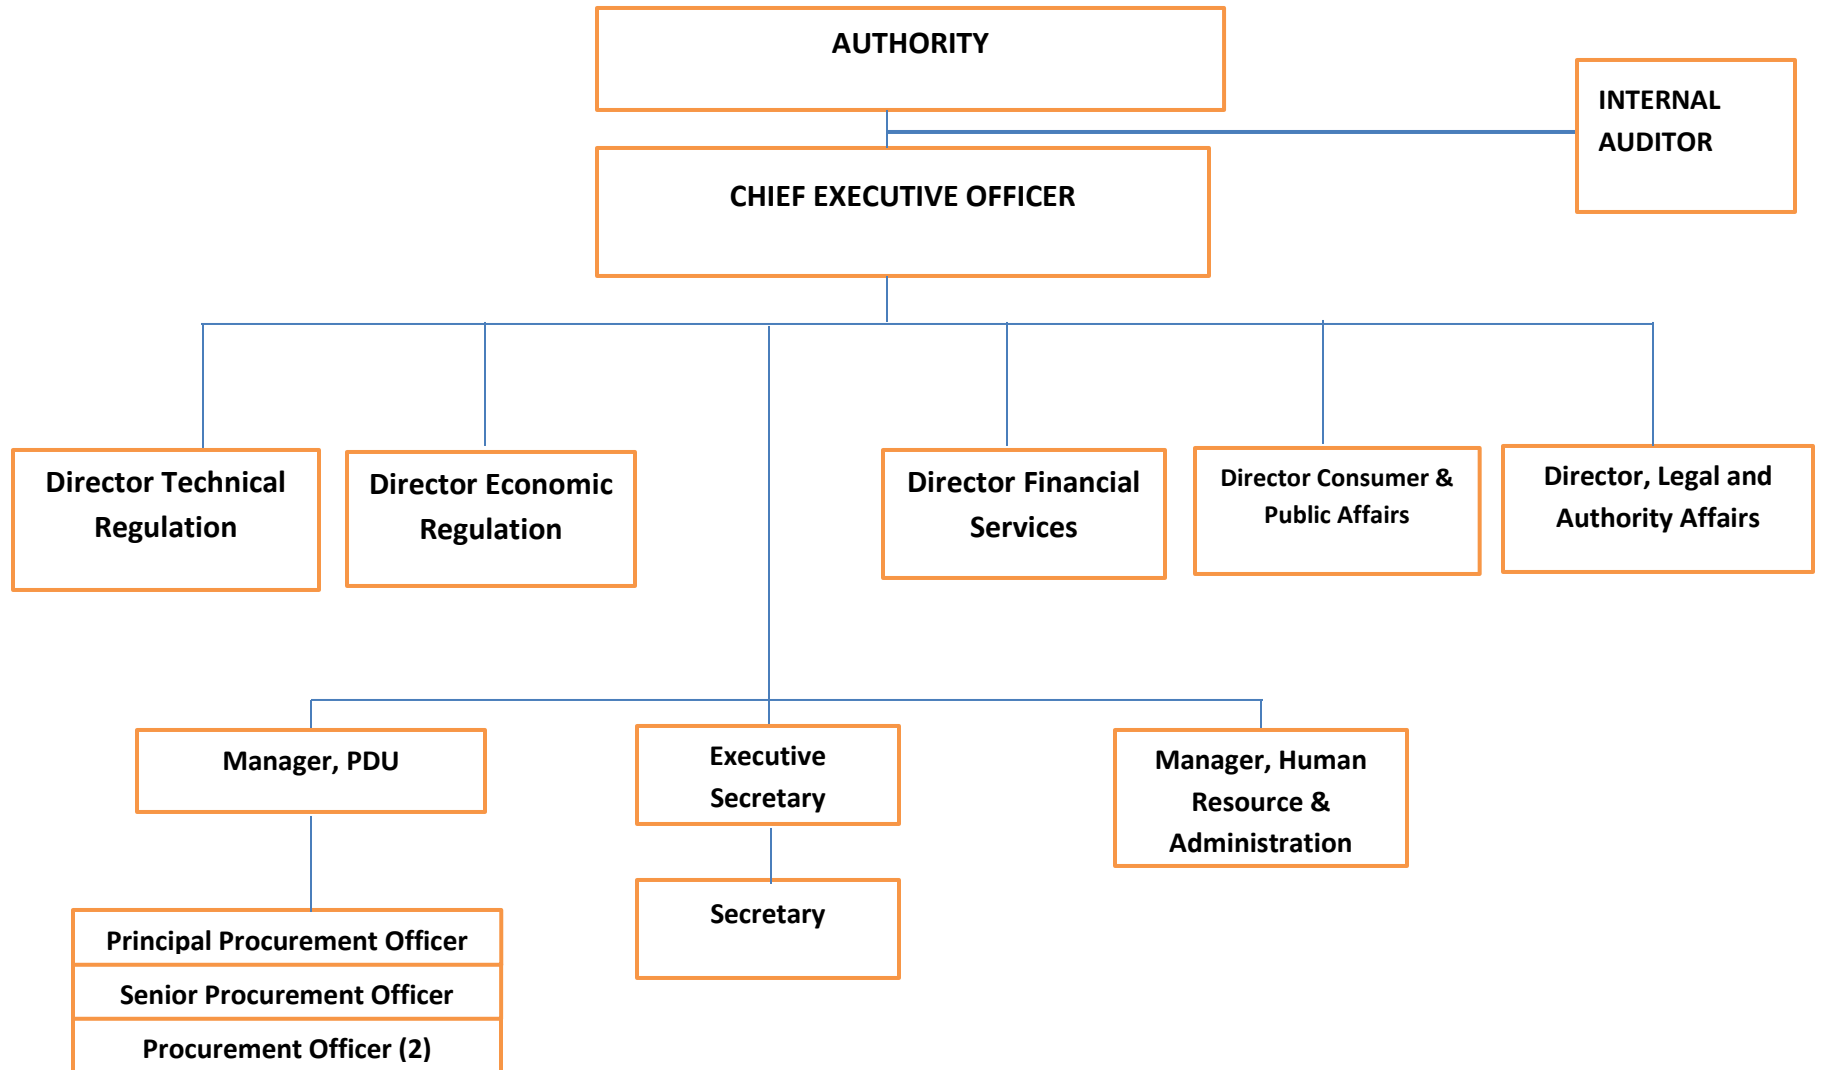 AUTHORITY
INTERNAL
AUDITOR
CHIEF EXECUTIVE OFFICER
Director Technical
Regulation
Director Economic
Regulation
Director Financial
Services
Director Consumer &
Public Affairs
Director, Legal and
Authority Affairs
Manager, PDU
Executive
Secretary
Manager, Human
Resource &
Administration
Secretary
Principal Procurement Officer
Senior Procurement Officer
Procurement Officer (2)